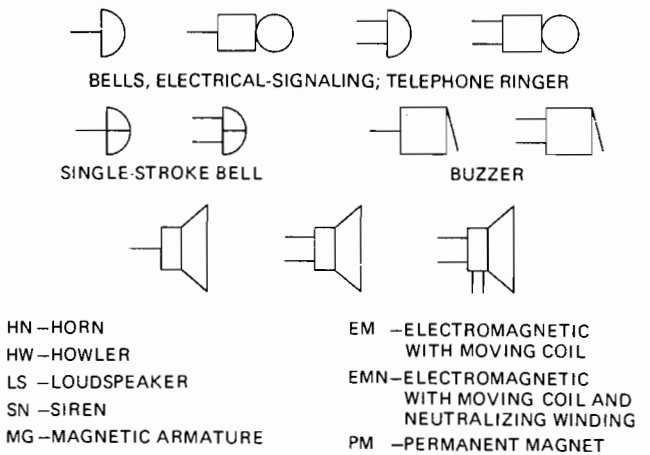 BELLS, ELECTRICAL-SIGNALING; TELEPHONE RINGER
SINGLE-STROKE BELL
BUZZER
HN –HORN
HW–HOWLER
LS –LOUDSPEAKER
SN –SIREN
MG –MAGNETIC ARMATURE
EM –ELECTROMAGNETIC
WITH MOVING COIL
EMN–ELECTROMAGNETIC
WITH MOVING COIL AND
NEUTRALIZING WINDING
PM –PERMANENT MAGNET